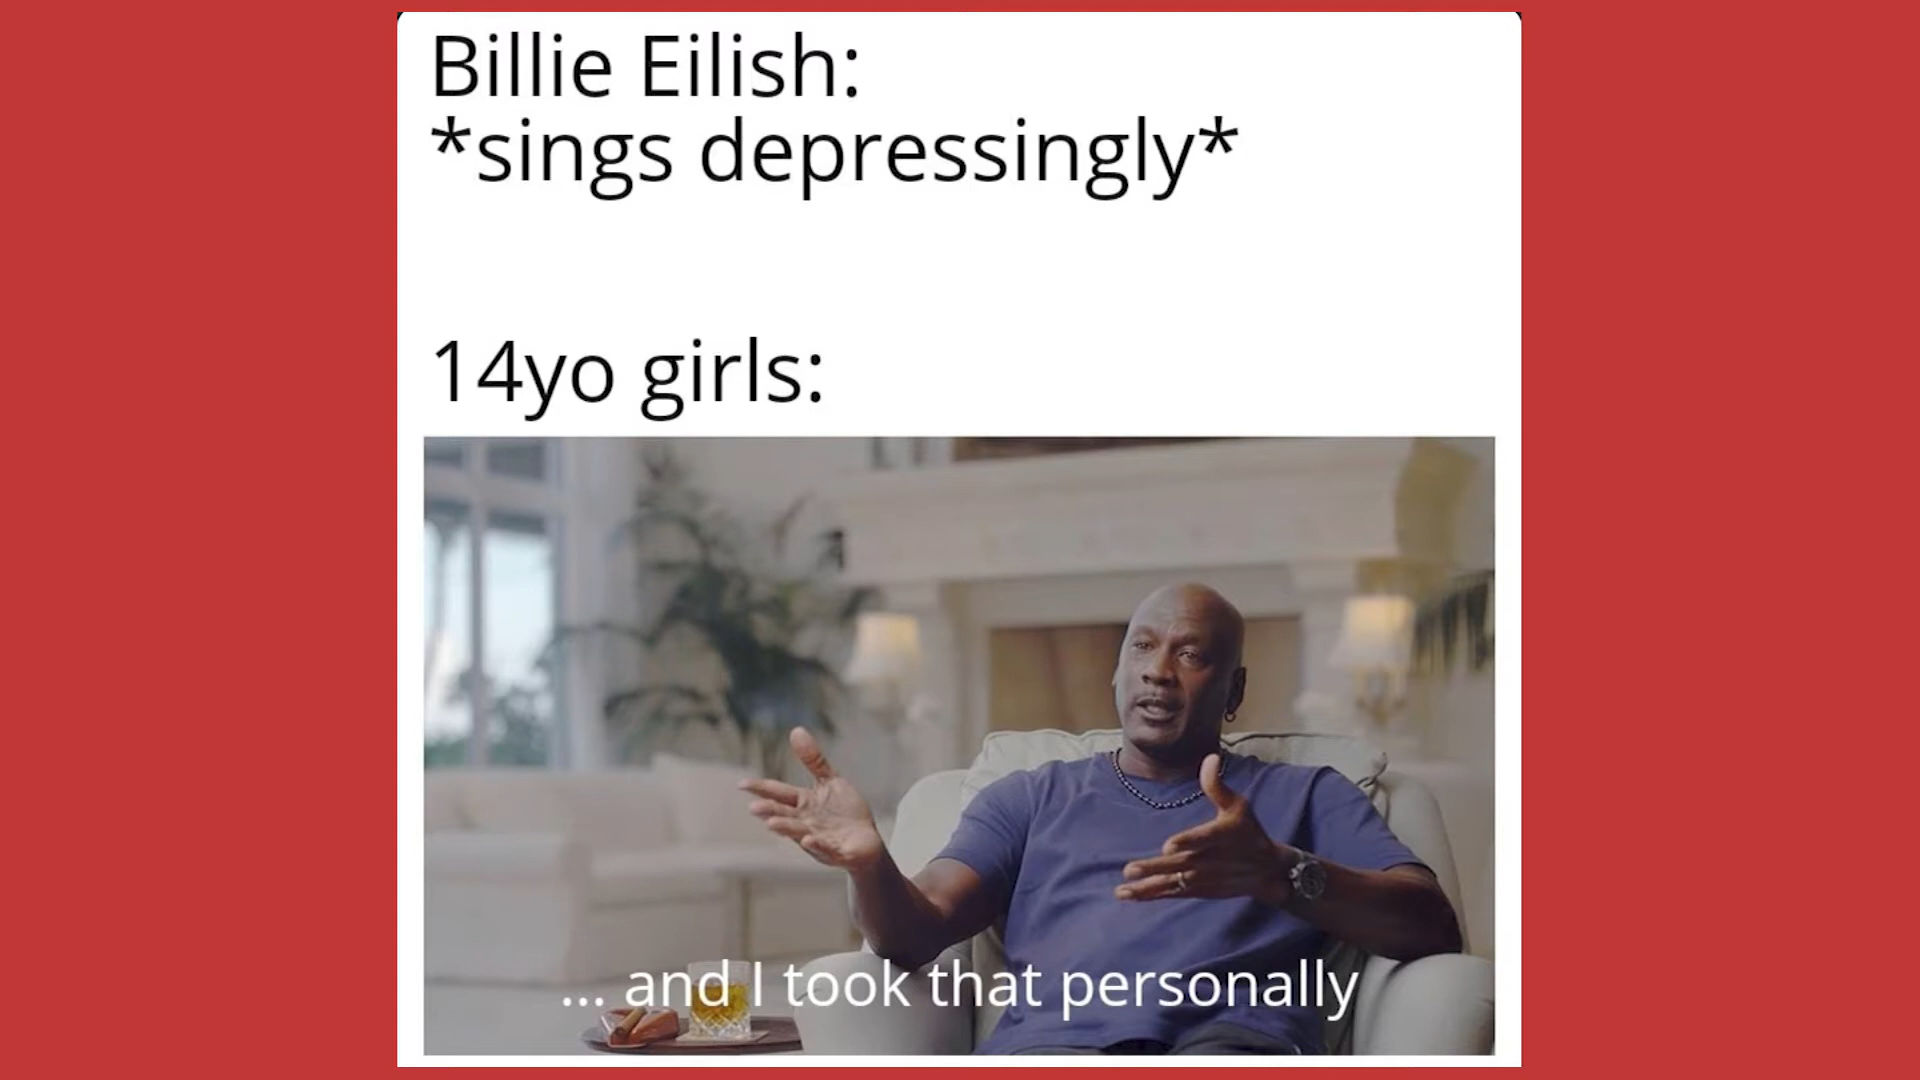 Billie Eilish:
*sings depressingly*
14yo girls:
... and I took that personally